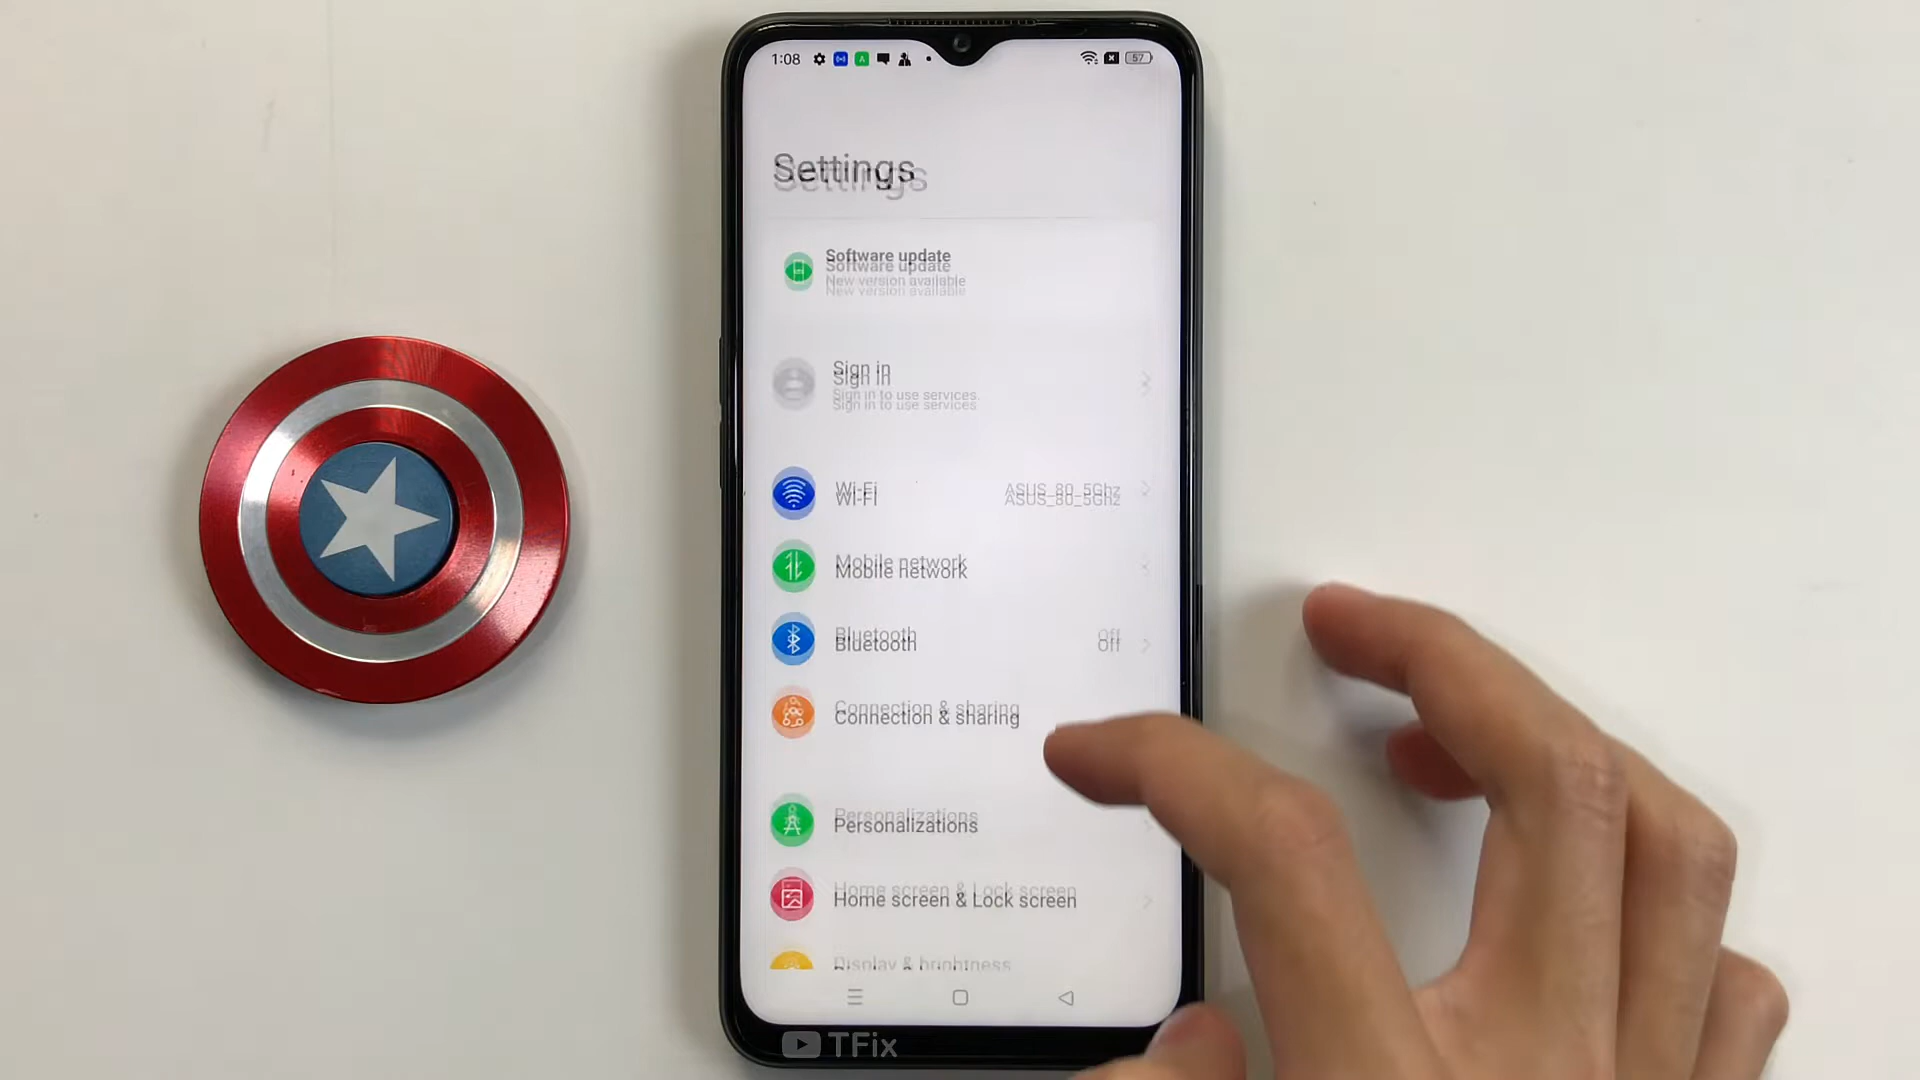 1:08 57
Settings
Software update
New version available
Sign in
Sign in to use services.
Wi-Fi ASUS_80_5Ghz
Mobile network
Bluetooth Off
Connection & sharing
Personalizations
Home screen & Lock screen
Display & brightness
TFix